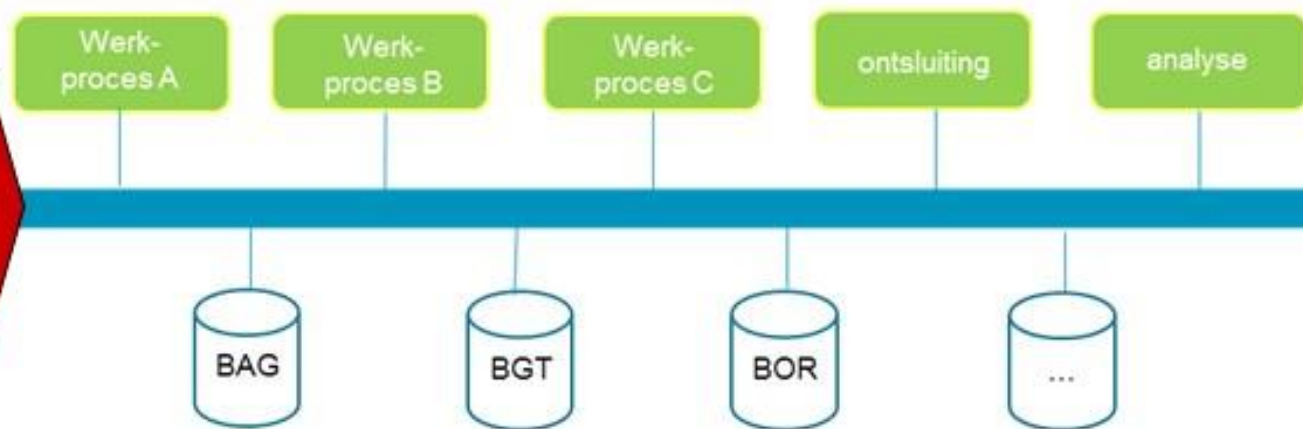 Werk-
proces A
Werk-
proces B
Werk-
proces C
ontsluiting
analyse
BAG
BGT
BOR
...